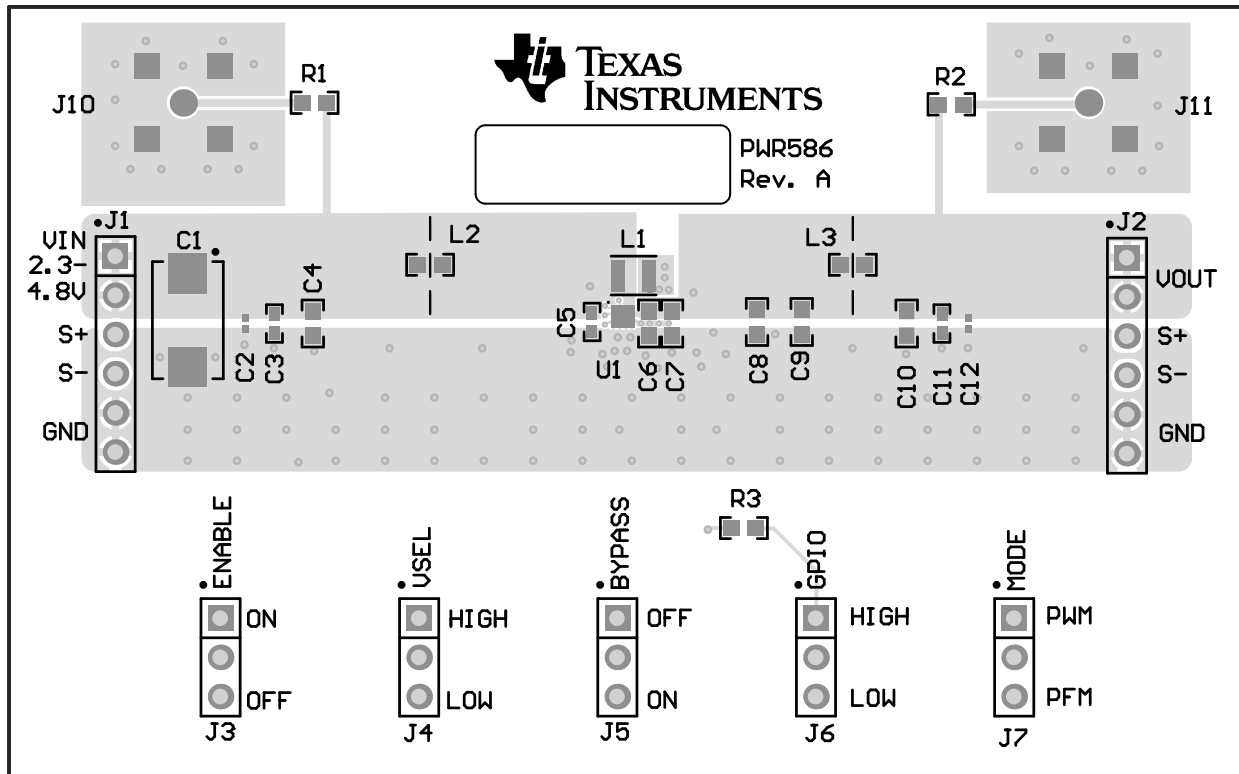 TEXAS
INSTRUMENTS
PWR586
Rev. A
J10
R1
R2
J11
J1
VIN
2.3-
4.8V
S+
S-
GND
C1
C2
C3
C4
L2
L1
C5
U1
C6
C7
C8
L3
C9
C10
C11
C12
J2
VOUT
S+
S-
GND
R3
ENABLE
ON
OFF
J3
VSEL
HIGH
LOW
J4
BYPASS
OFF
ON
J5
GPIO
HIGH
LOW
J6
MODE
PWM
PFM
J7